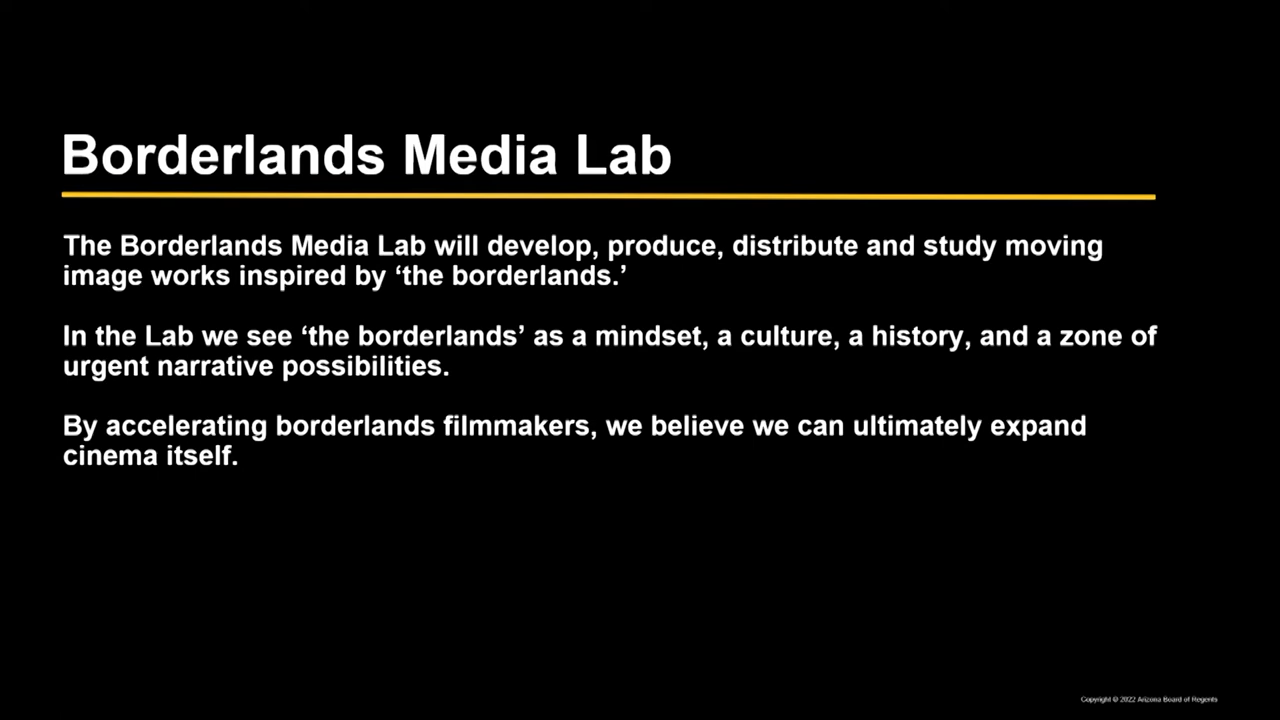 Borderlands Media Lab
The Borderlands Media Lab will develop, produce, distribute and study moving
image works inspired by ‘the borderlands.’
In the Lab we see ‘the borderlands’ as a mindset, a culture, a history, and a zone of
urgent narrative possibilities.
By accelerating borderlands filmmakers, we believe we can ultimately expand
cinema itself.
Copyright © 2022 Arizona Board of Regents